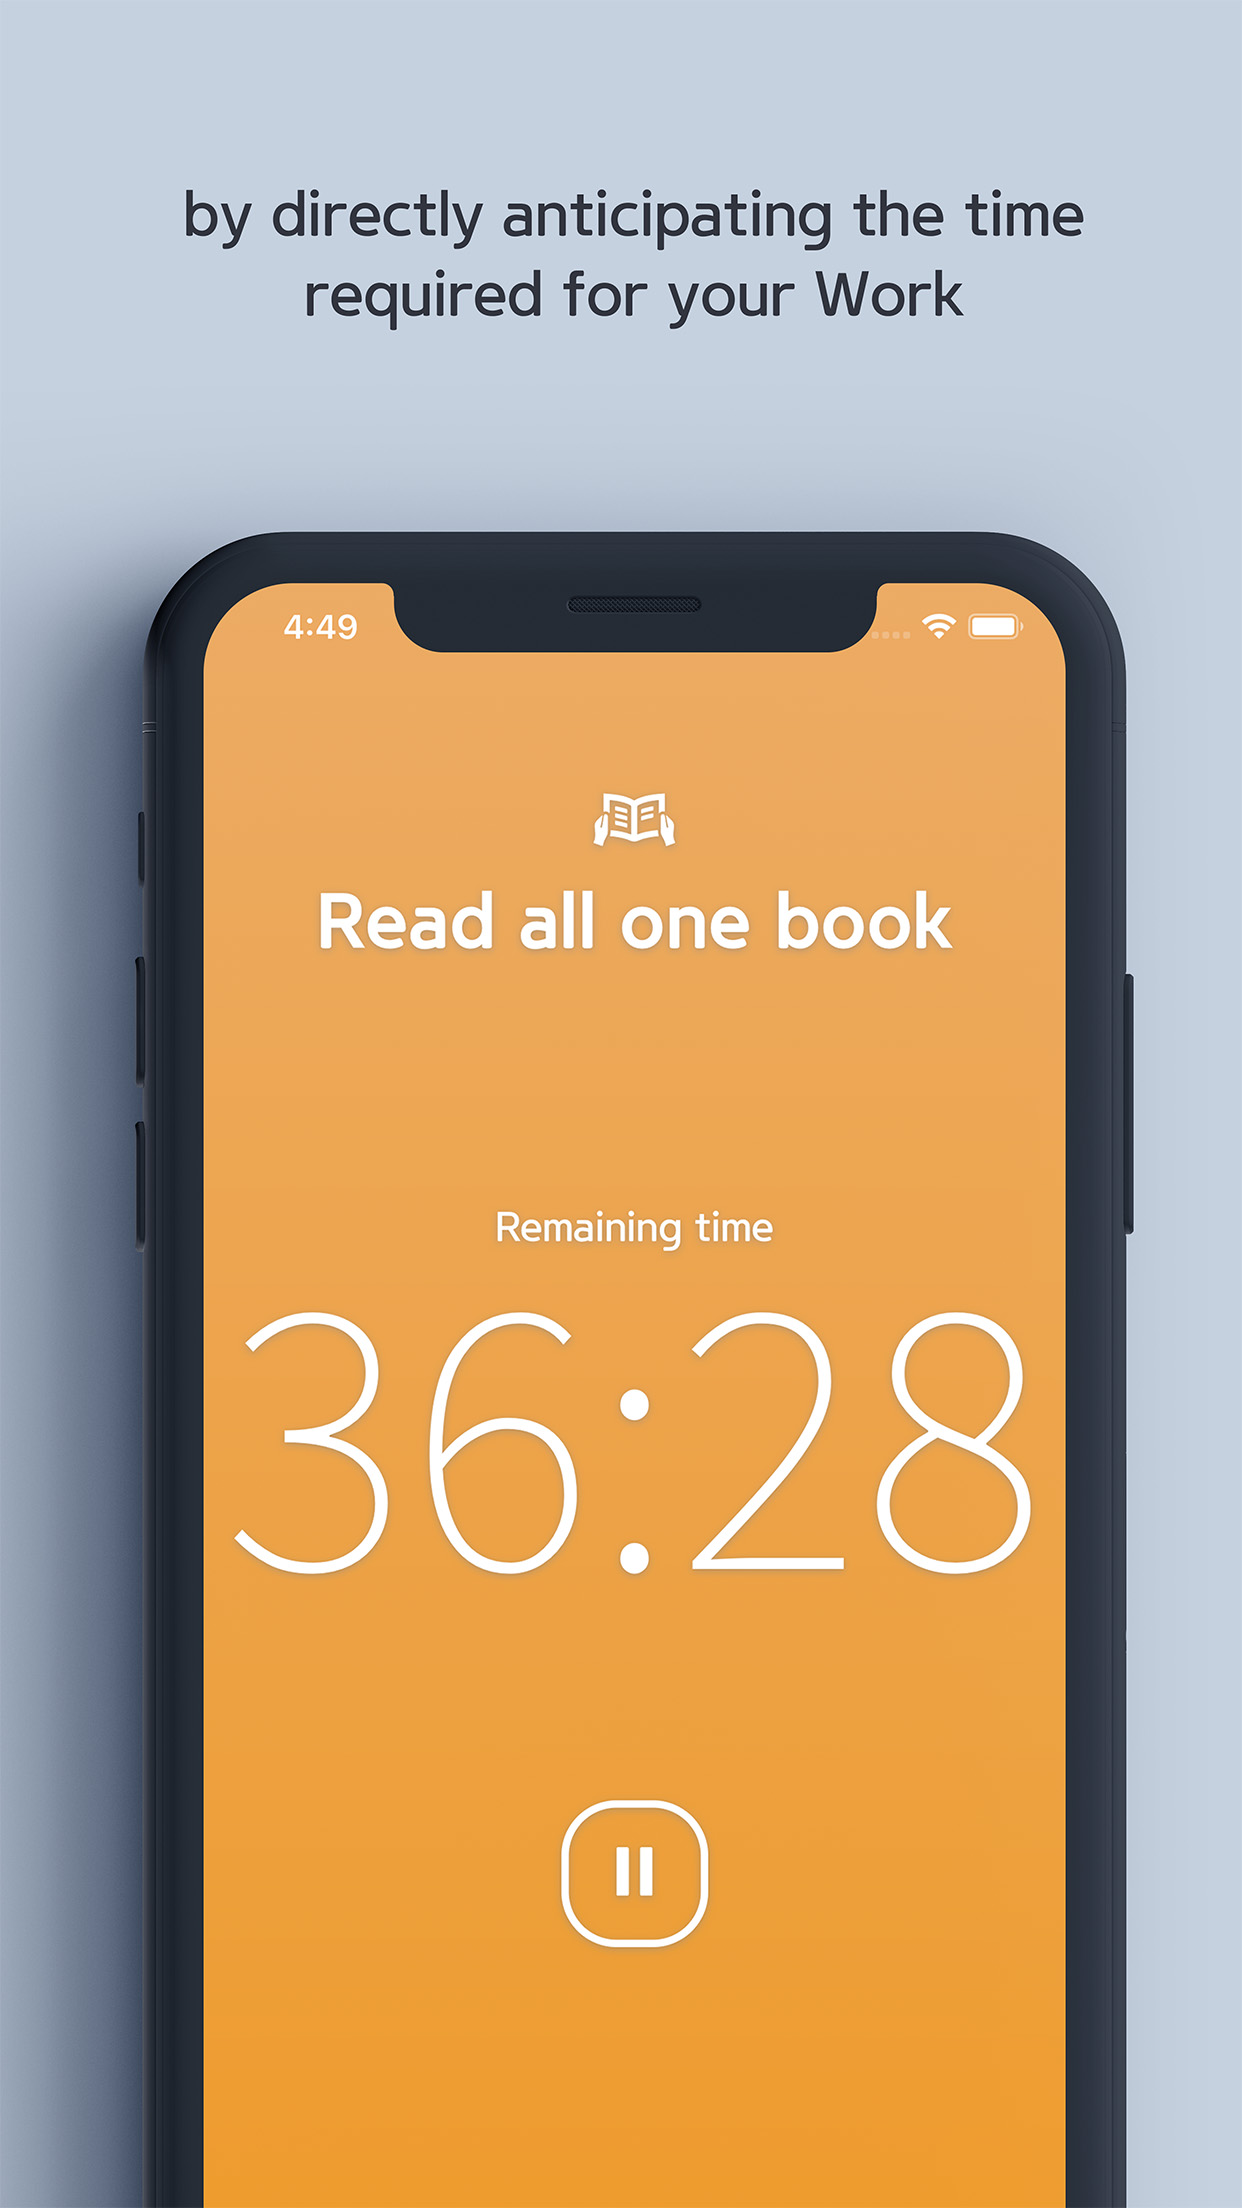 by directly anticipating the time
required for your Work
4:49
Read all one book
Remaining time
36:28